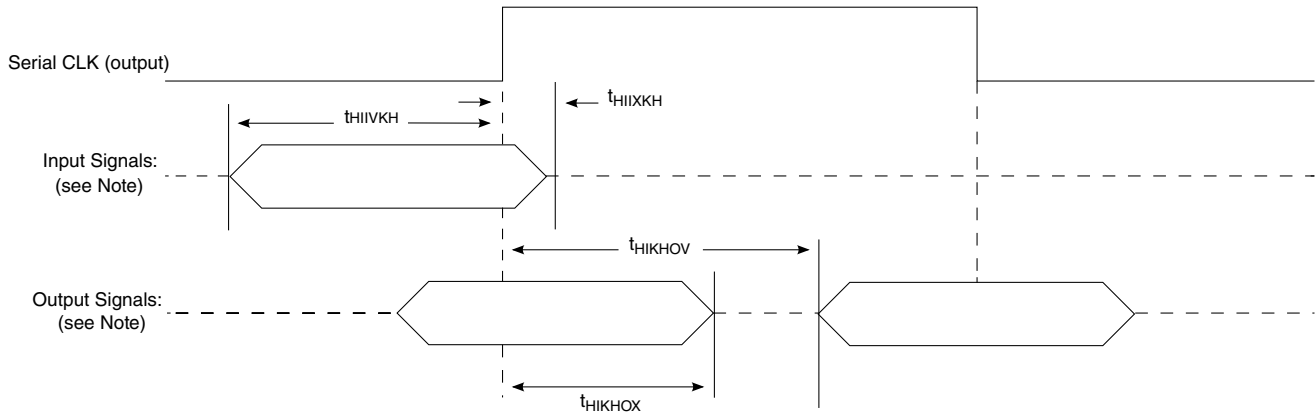 Serial CLK (output)
tHIIXKH
tHIIVKH
Input Signals:
(see Note)
tHIKHOV
Output Signals:
(see Note)
tHIKHOX